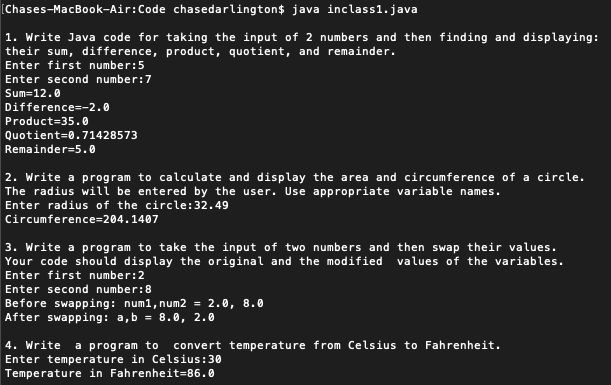 [Chases-MacBook-Air:Code chasedarlington$ java inclass1.java
1. Write Java code for taking the input of 2 numbers and then finding and displaying:
their sum, difference, product, quotient, and remainder.
Enter first number:5
Enter second number:7
Sum=12.0
Difference=-2.0
Product=35.0
Quotient=0.71428573
Remainder=5.0
2. Write a program to calculate and display the area and circumference of a circle.
The radius will be entered by the user. Use appropriate variable names.
Enter radius of the circle:32.49
Circumference=204.1407
3. Write a program to take the input of two numbers and then swap their values.
Your code should display the original and the modified  values of the variables.
Enter first number:2
Enter second number:8
Before swapping: num1,num2 = 2.0, 8.0
After swapping: a,b = 8.0, 2.0
4. Write  a program to  convert temperature from Celsius to Fahrenheit.
Enter temperature in Celsius:30
Temperature in Fahrenheit=86.0